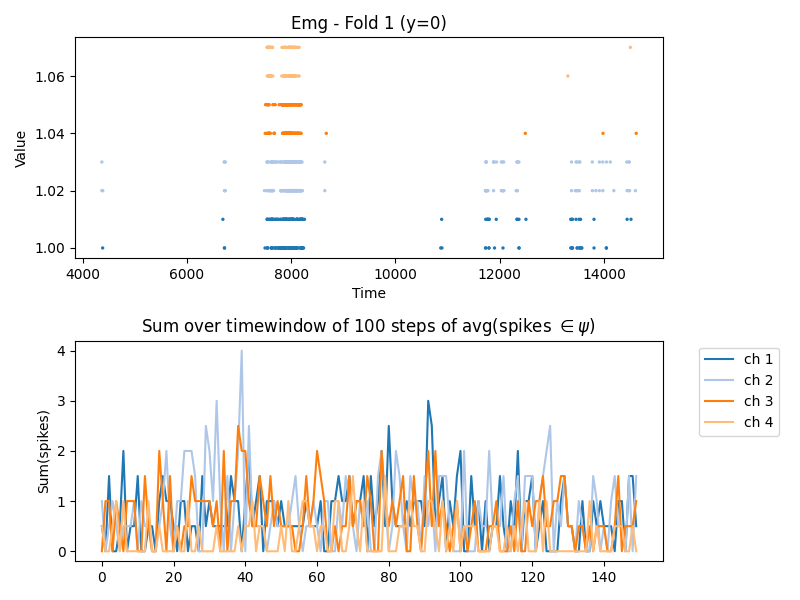 Emg - Fold 1 (y=0)
Value
1.06
1.04
1.02
1.00
4000 6000 8000 10000 12000 14000
Time
Sum over timewindow of 100 steps of avg(spikes ∈ ψ)
Sum(spikes)
4
3
2
1
0
0 20 40 60 80 100 120 140
ch 1
ch 2
ch 3
ch 4